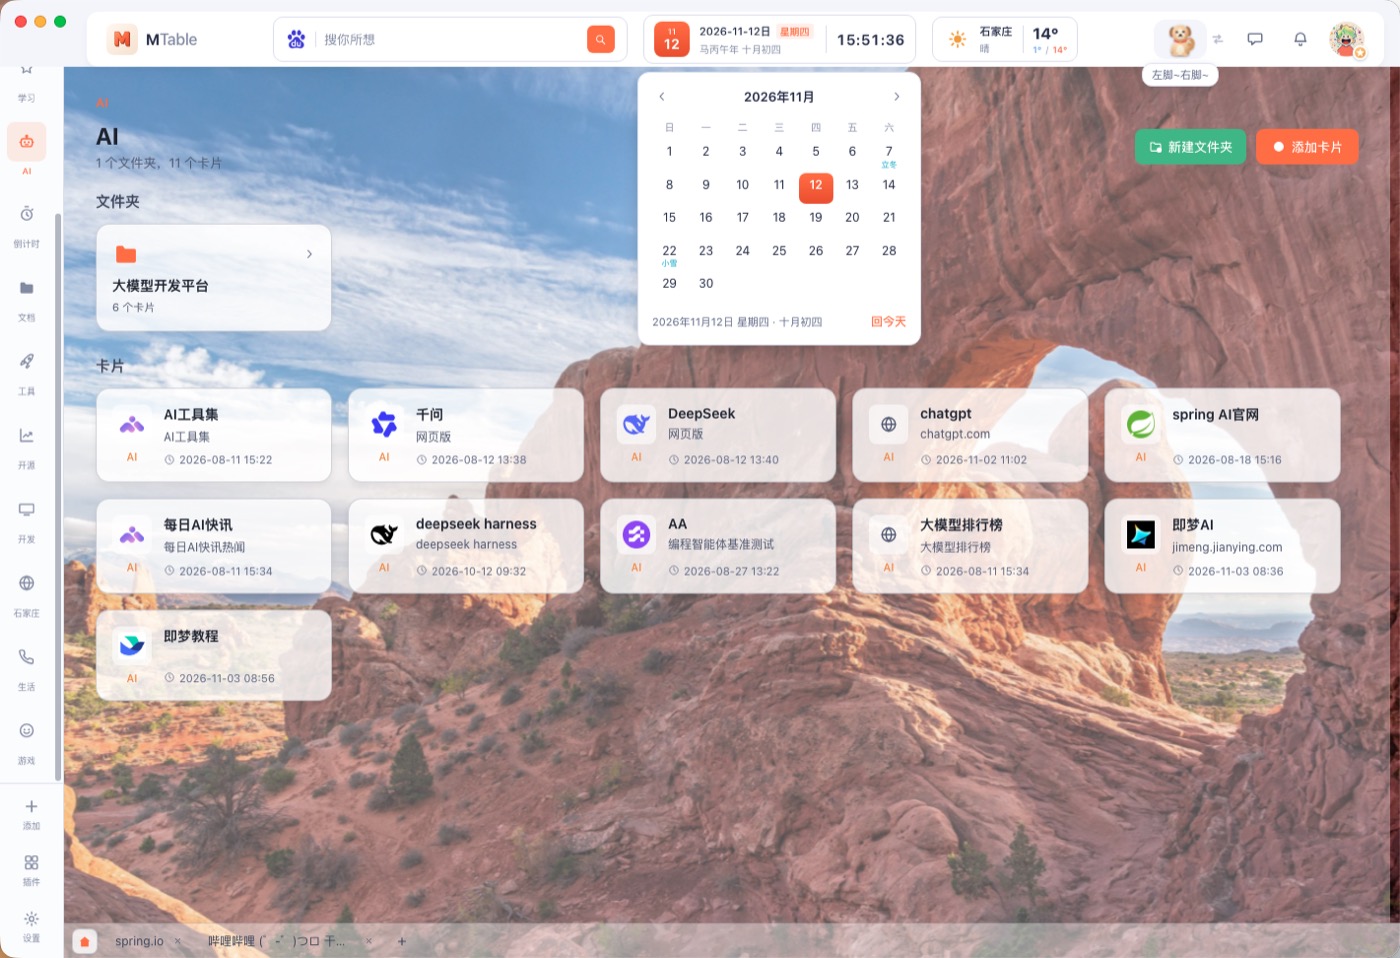 MTable
搜你所想
11
12
2026-11-12日 星期四
马丙午年 十月初四
15:51:36
石家庄
晴
14°
1° / 14°
左脚~右脚~
学习
AI
倒计时
文档
工具
开源
开发
石家庄
生活
游戏
添加
插件
设置
AI
AI
1 个文件夹，11 个卡片
新建文件夹
添加卡片
2026年11月
日 一 二 三 四 五 六
1 2 3 4 5 6 7
立冬
8 9 10 11 12 13 14
15 16 17 18 19 20 21
22 23 24 25 26 27 28
小雪
29 30
2026年11月12日 星期四 · 十月初四
回今天
文件夹
大模型开发平台
6 个卡片
卡片
AI工具集
AI工具集
AI
2026-08-11 15:22
千问
网页版
AI
2026-08-12 13:38
DeepSeek
网页版
AI
2026-08-12 13:40
chatgpt
chatgpt.com
AI
2026-11-02 11:02
spring AI官网
AI
2026-08-18 15:16
每日AI快讯
每日AI快讯热闻
AI
2026-08-11 15:34
deepseek harness
deepseek harness
AI
2026-10-12 09:32
AA
编程智能体基准测试
AI
2026-08-27 13:22
大模型排行榜
大模型排行榜
AI
2026-08-11 15:34
即梦AI
jimeng.jianying.com
AI
2026-11-03 08:36
即梦教程
AI
2026-11-03 08:56
spring.io ×
哔哩哔哩 (゜-゜)つロ 干... ×
+